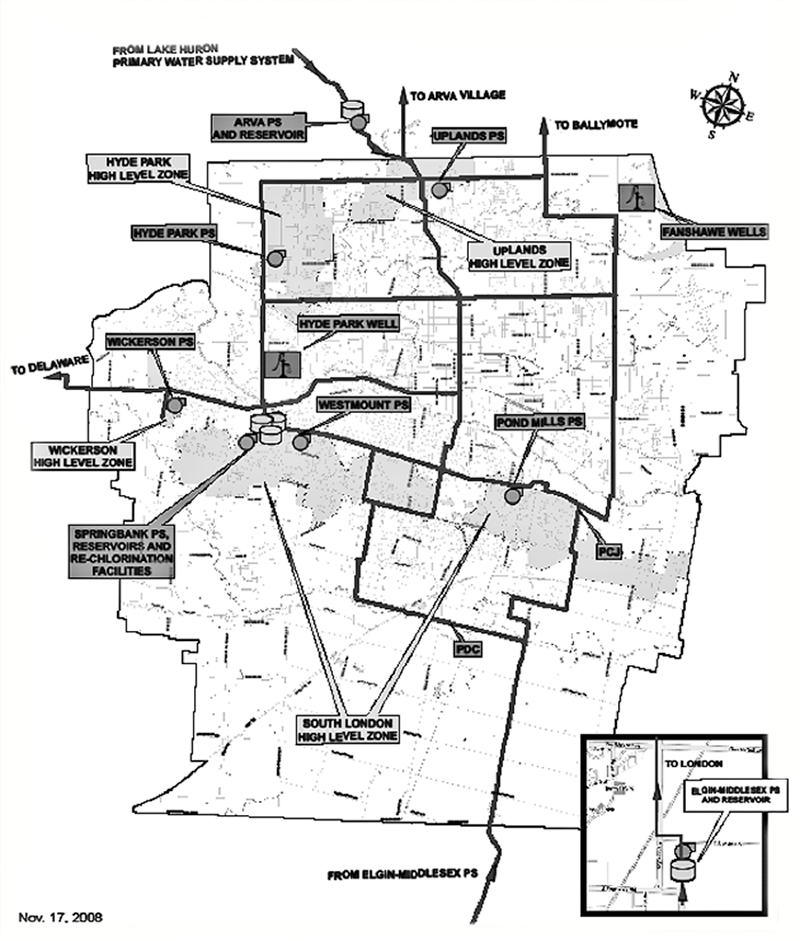 FROM LAKE HURON
PRIMARY WATER SUPPLY SYSTEM
TO ARVA VILLAGE
N
W
E
S
ARVA PS
AND RESERVOIR
UPLANDS PS
TO BALLYMOTE
HYDE PARK
HIGH LEVEL ZONE
HYDE PARK PS
FANSHAWE WELLS
UPLANDS
HIGH LEVEL ZONE
HYDE PARK WELL
WICKERSON PS
TO DELAWARE
WESTMOUNT PS
POND MILLS PS
WICKERSON
HIGH LEVEL ZONE
SPRINGBANK PS,
RESERVOIRS AND
RE-CHLORINATION
FACILITIES
PCJ
PDC
SOUTH LONDON
HIGH LEVEL ZONE
TO LONDON
ELGIN-MIDDLESEX PS
AND RESERVOIR
FROM ELGIN-MIDDLESEX PS
Nov. 17, 2008